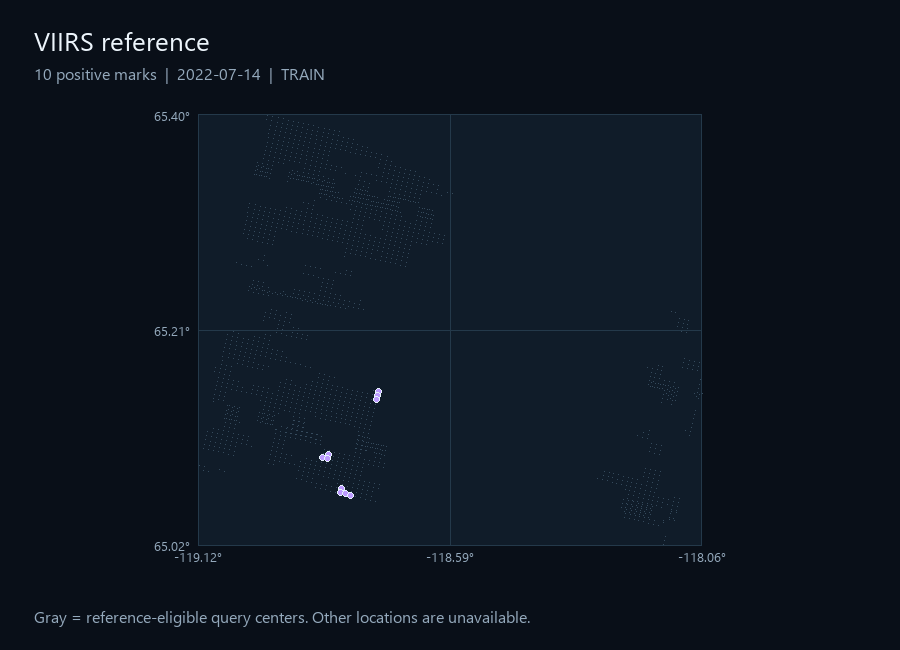 VIIRS reference
10 positive marks | 2022-07-14 | TRAIN
65.40°
65.21°
65.02°
-119.12°
-118.59°
-118.06°
Gray = reference-eligible query centers. Other locations are unavailable.